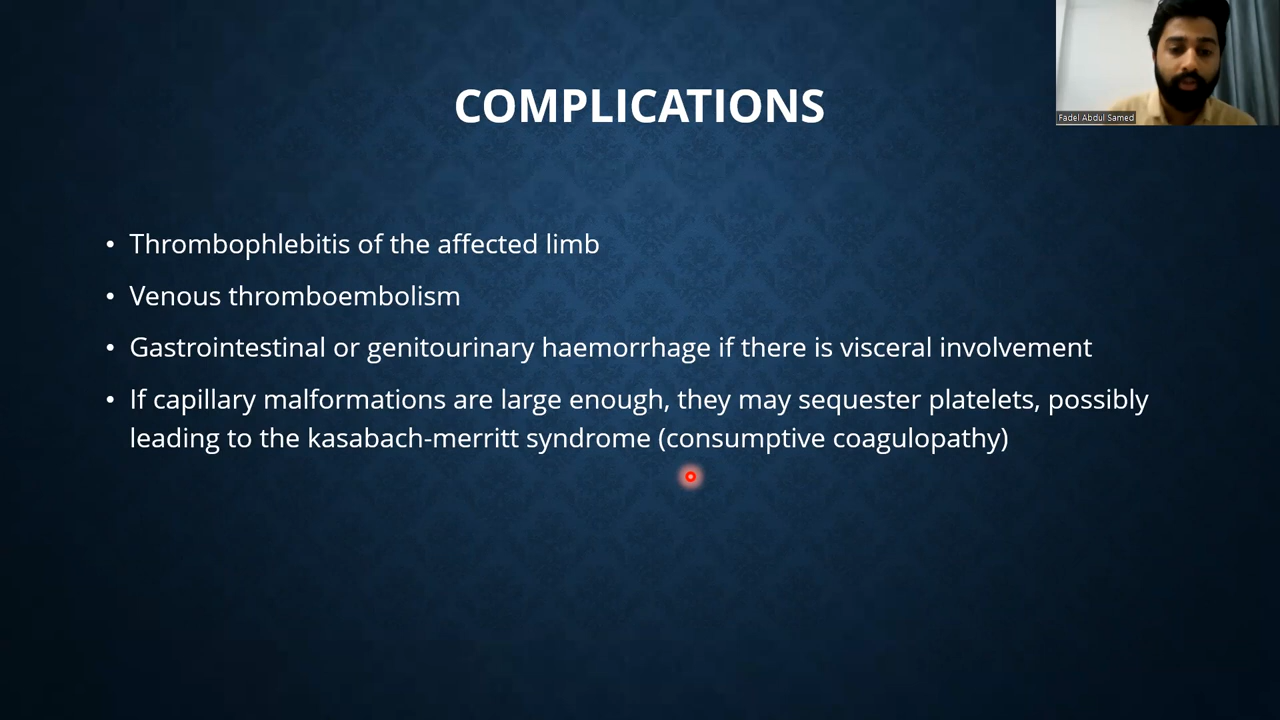 COMPLICATIONS
Fadel Abdul Samed
• Thrombophlebitis of the affected limb
• Venous thromboembolism
• Gastrointestinal or genitourinary haemorrhage if there is visceral involvement
• If capillary malformations are large enough, they may sequester platelets, possibly
leading to the kasabach-merritt syndrome (consumptive coagulopathy)